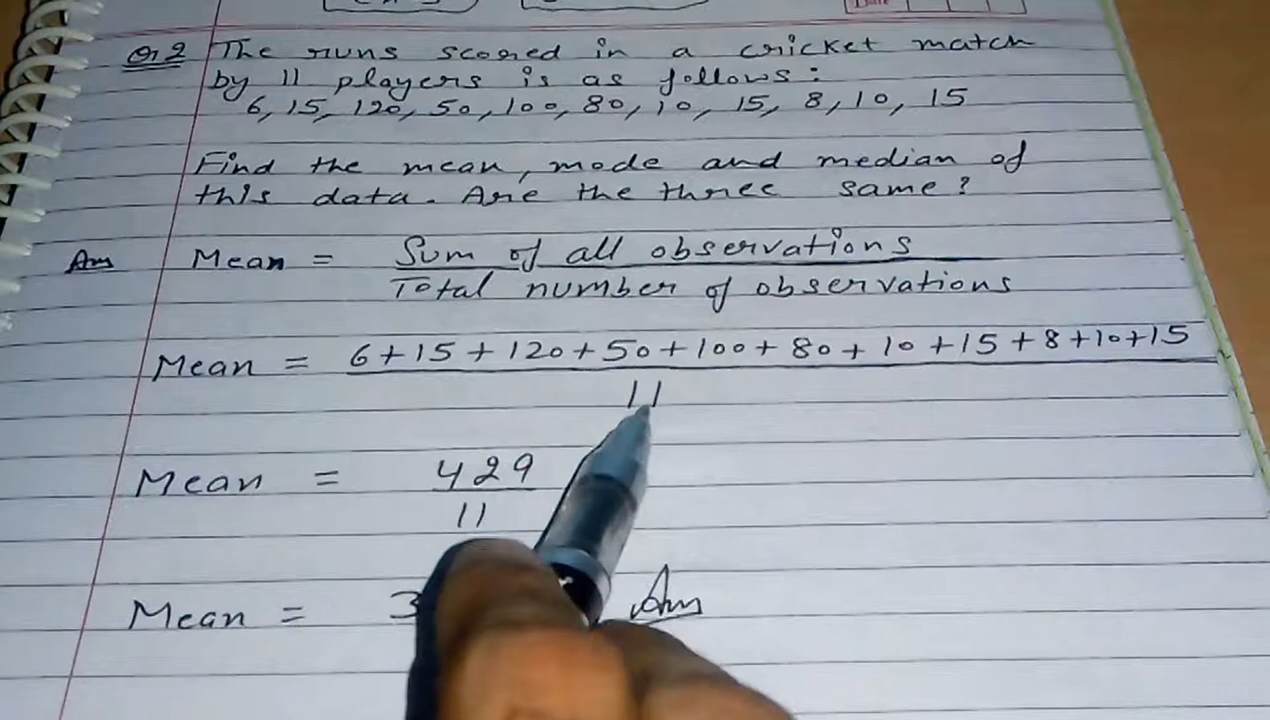 Q.2 The runs scored in a cricket match
by 11 players is as follows:
6, 15, 120, 50, 100, 80, 10, 15, 8, 10, 15
Find the mean, mode and median of
this data. Are the three same?
Ans Mean = Sum of all observations
Total number of observations
Mean = 6+15+120+50+100+80+10+15+8+10+15
11
Mean = 429
11
Mean = 3 Ans